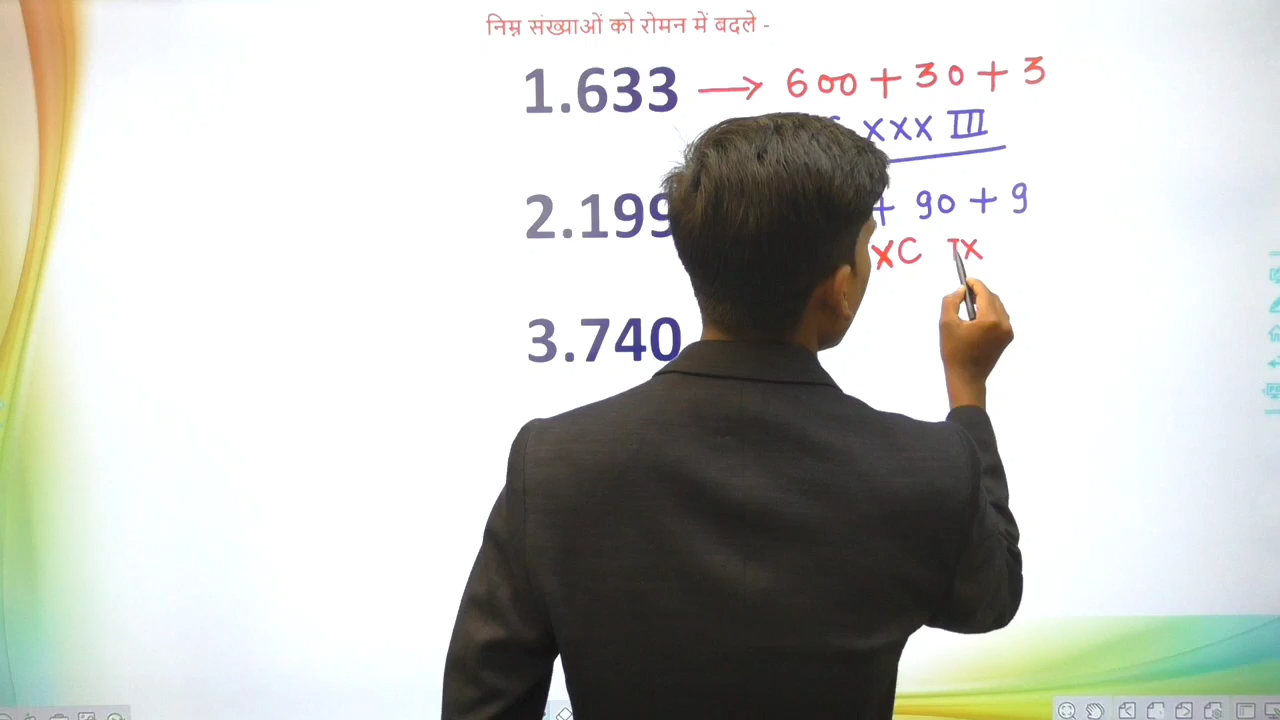 निम्न संख्याओं को रोमन में बदले -
1.633 → 600 + 30 + 3
XXX III
2.199 + 90 + 9
XC IX
3.740